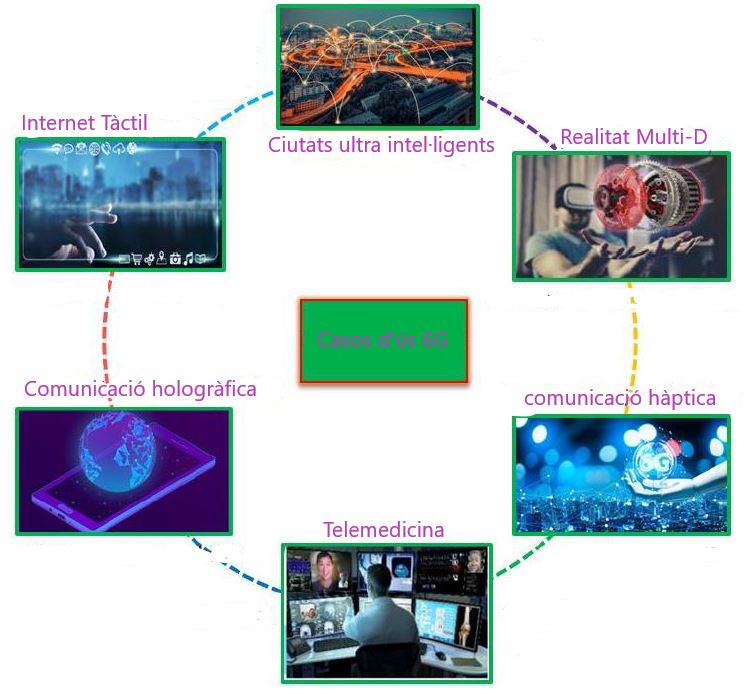 Ciutats ultra intel·ligents
Internet Tàctil
Realitat Multi-D
Casos d'ús 6G
Comunicació hologràfica
comunicació hàptica
6G
Telemedicina